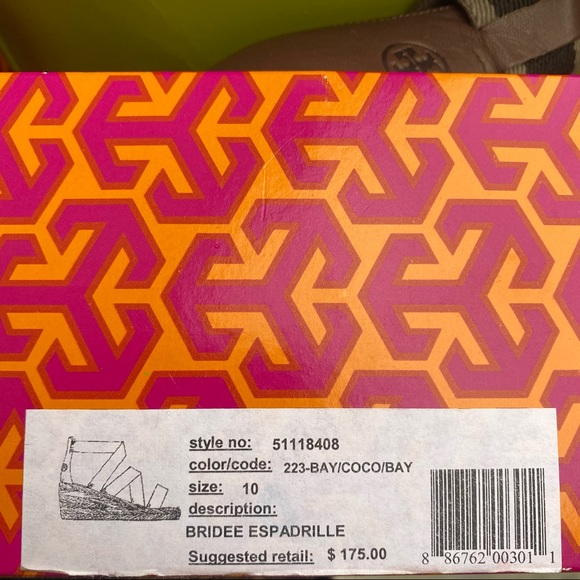 style no: 51118408
color/code: 223-BAY/COCO/BAY
size: 10
description:
BRIDEE ESPADRILLE
Suggested retail: $ 175.00
8 86762 00301 1